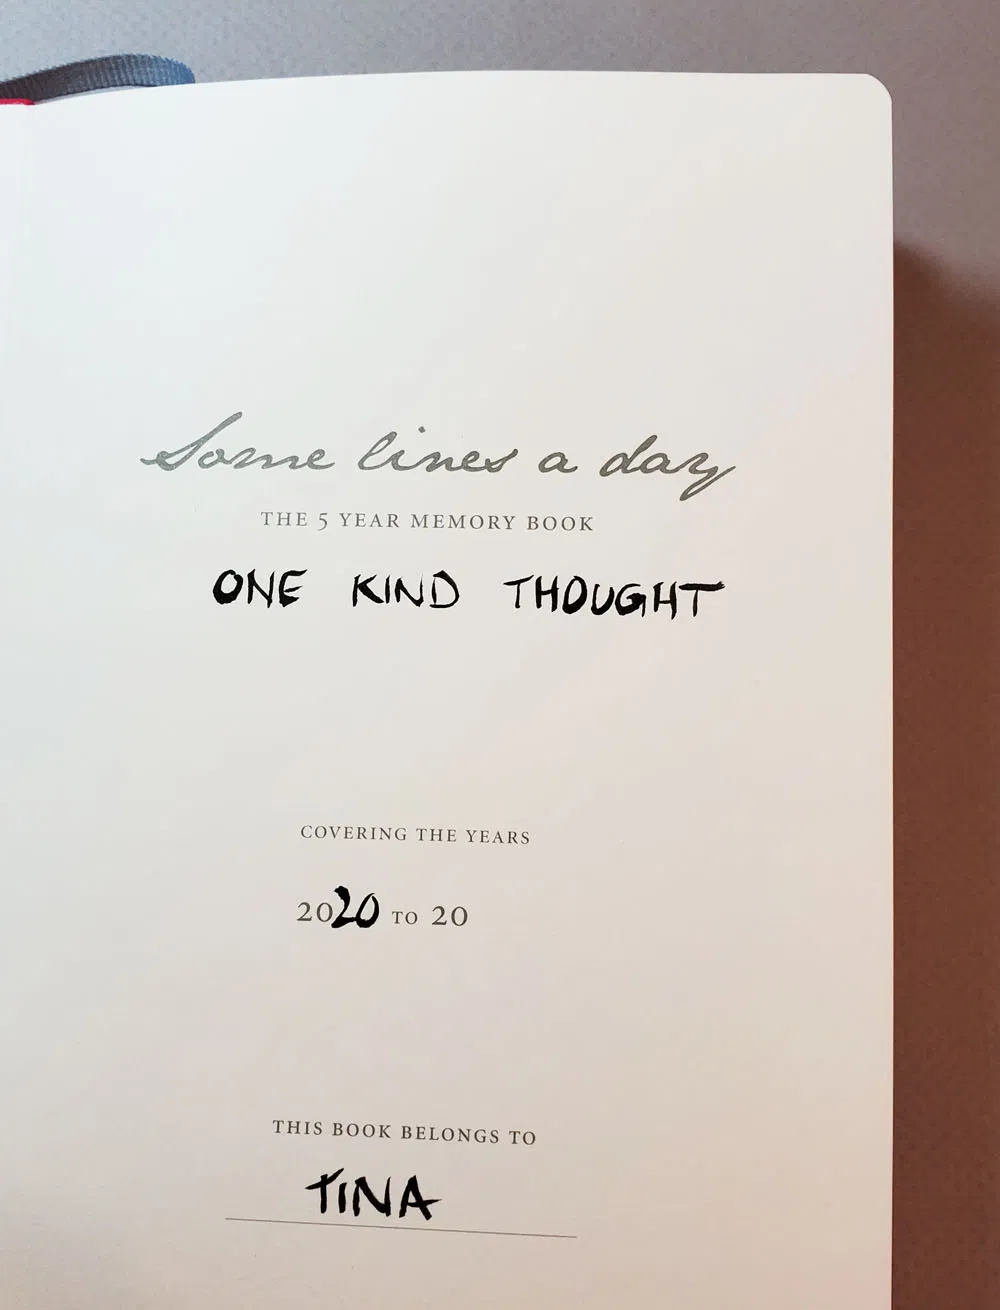 Some lines a day
THE 5 YEAR MEMORY BOOK
ONE KIND THOUGHT
COVERING THE YEARS
2020 TO 20
THIS BOOK BELONGS TO
TINA